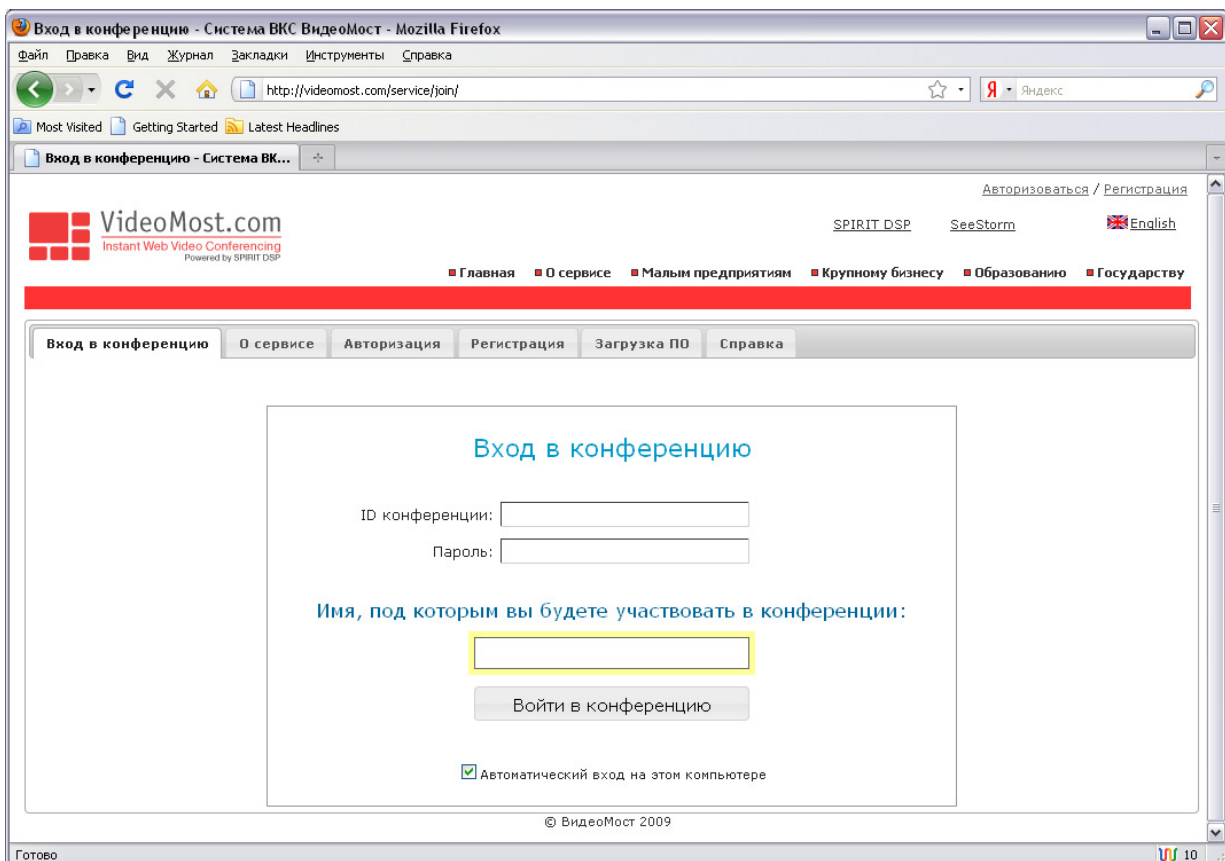 Вход в конференцию - Система ВКС ВидеоМост - Mozilla Firefox
Файл Правка Вид Журнал Закладки Инструменты Справка
http://videomost.com/service/join/ Я Яндекс
Most Visited Getting Started Latest Headlines
Вход в конференцию - Система ВК...
Авторизоваться / Регистрация
VideoMost.com
Instant Web Video Conferencing
Powered by SPIRIT DSP
SPIRIT DSP SeeStorm English
Главная О сервисе Малым предприятиям Крупному бизнесу Образованию Государству
Вход в конференцию О сервисе Авторизация Регистрация Загрузка ПО Справка
Вход в конференцию
ID конференции:
Пароль:
Имя, под которым вы будете участвовать в конференции:
Войти в конференцию
Автоматический вход на этом компьютере
© ВидеоМост 2009
Готово 10